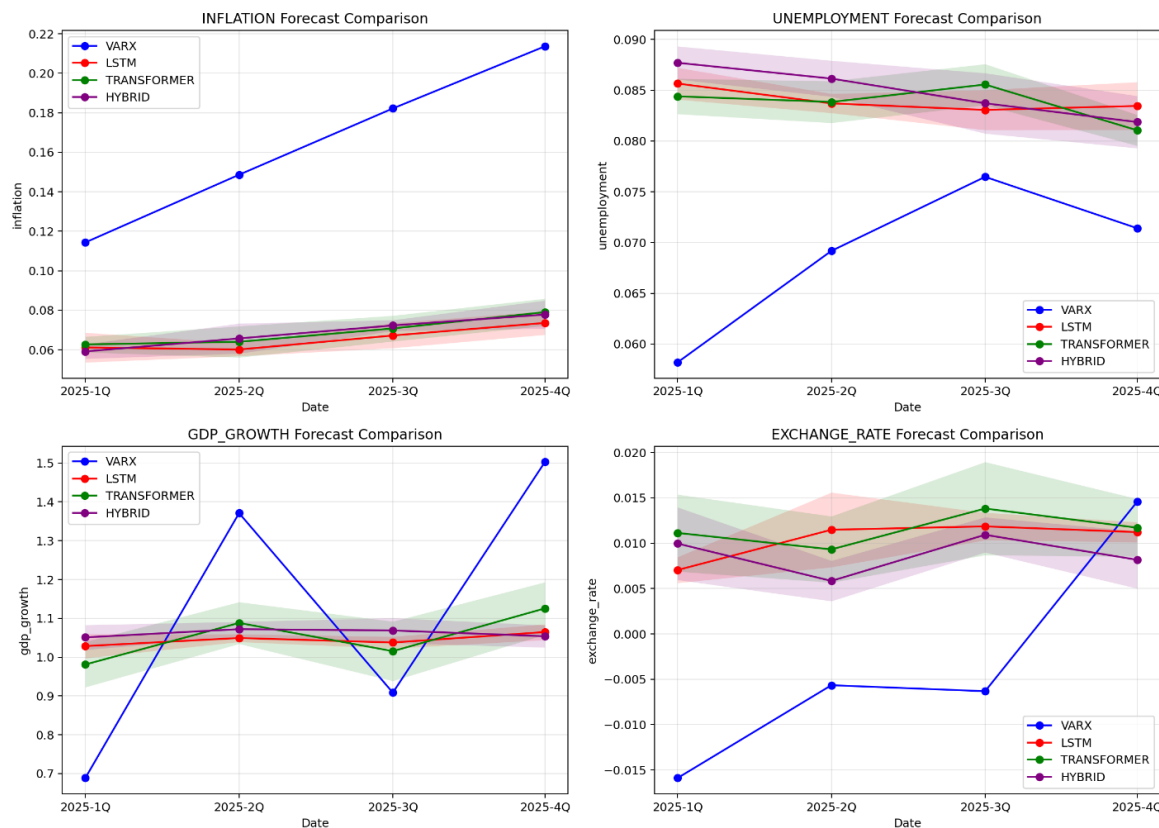 INFLATION Forecast Comparison
inflation
0.22
0.20
0.18
0.16
0.14
0.12
0.10
0.08
0.06
VARX
LSTM
TRANSFORMER
HYBRID
2025-1Q 2025-2Q 2025-3Q 2025-4Q
Date
UNEMPLOYMENT Forecast Comparison
unemployment
0.090
0.085
0.080
0.075
0.070
0.065
0.060
VARX
LSTM
TRANSFORMER
HYBRID
2025-1Q 2025-2Q 2025-3Q 2025-4Q
Date
GDP_GROWTH Forecast Comparison
gdp_growth
1.5
1.4
1.3
1.2
1.1
1.0
0.9
0.8
0.7
VARX
LSTM
TRANSFORMER
HYBRID
2025-1Q 2025-2Q 2025-3Q 2025-4Q
Date
EXCHANGE_RATE Forecast Comparison
exchange_rate
0.020
0.015
0.010
0.005
0.000
−0.005
−0.010
−0.015
VARX
LSTM
TRANSFORMER
HYBRID
2025-1Q 2025-2Q 2025-3Q 2025-4Q
Date